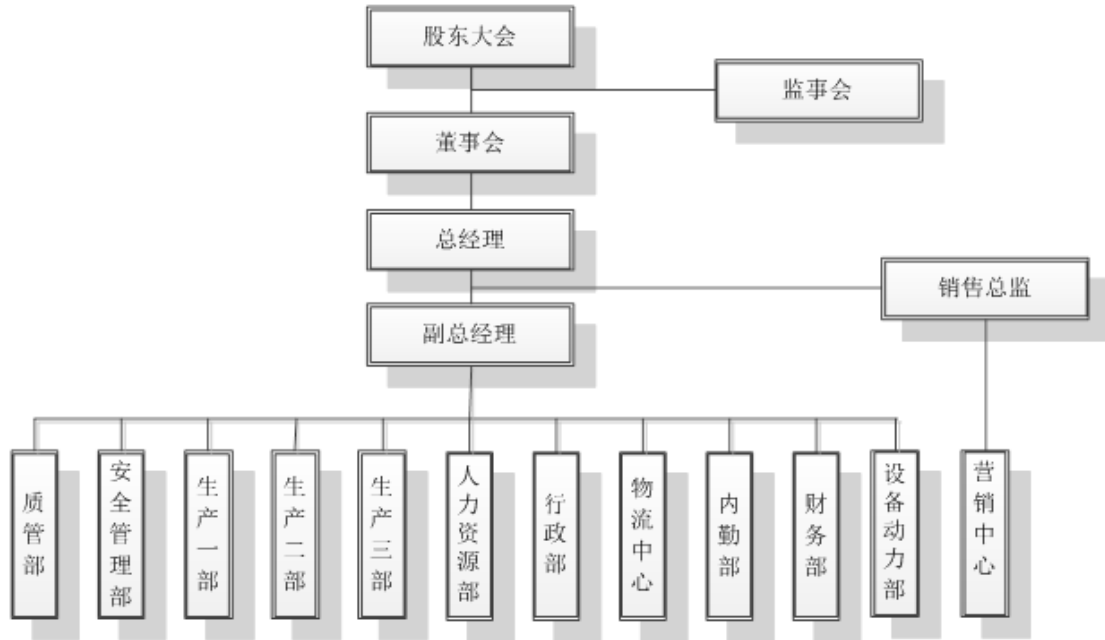 股东大会
监事会
董事会
总经理
销售总监
副总经理
质管部
安全管理部
生产一部
生产二部
生产三部
人力资源部
行政部
物流中心
内勤部
财务部
设备动力部
营销中心